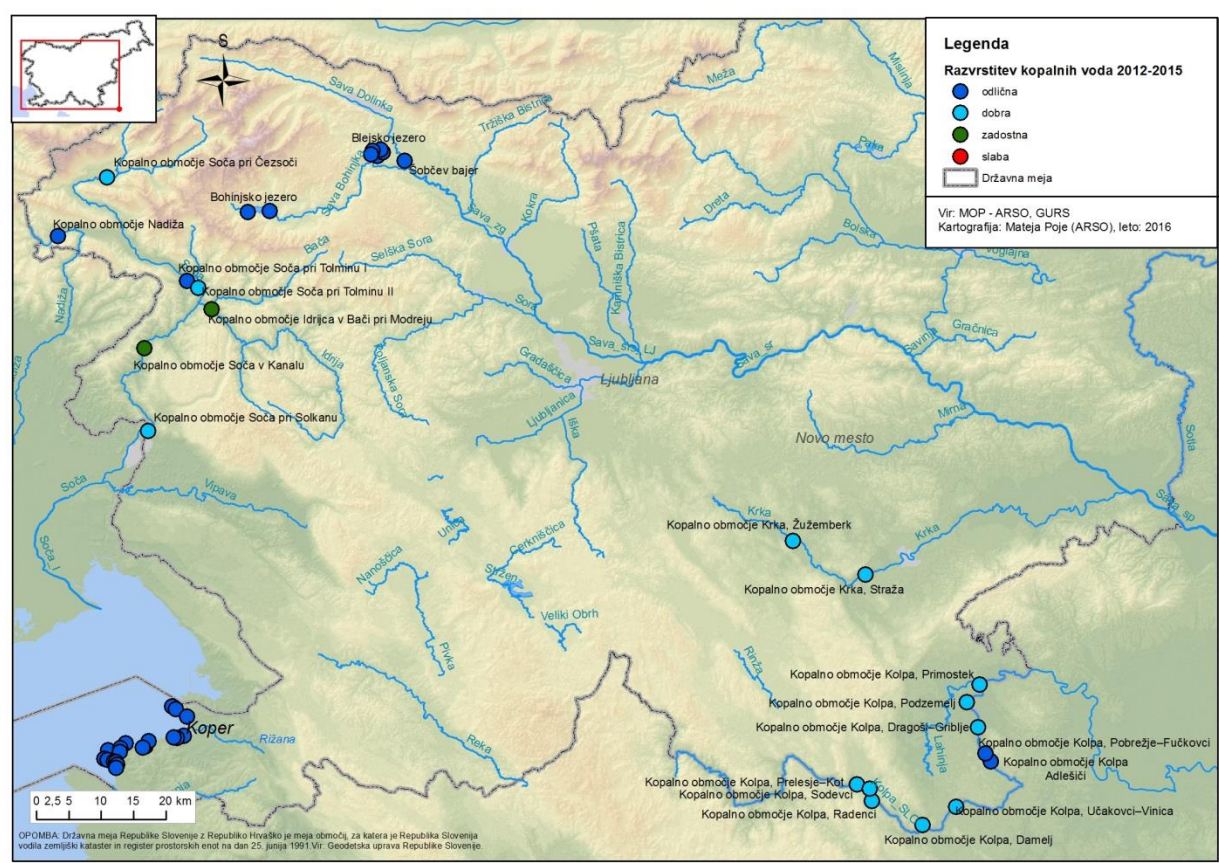 S
Legenda
Razvrstitev kopalnih voda 2012-2015
odlična
dobra
zadostna
slaba
Državna meja
Vir: MOP - ARSO, GURS
Kartografija: Mateja Poje (ARSO), leto: 2016
Sava Dolinka
Meža
Mislinja
Tržiška Bistrica
Blejsko jezero
Paka
Kopalno območje Soča pri Čezsoči
Šobčev bajer
Sava Bohinjka
Bohinjsko jezero
Kokra
Dreta
Sava_zg
Kopalno območje Nadiža
Pšata
Kamniška Bistrica
Bolska
Voglajna
Bača
Selška Sora
Kopalno območje Soča pri Tolminu I
Kopalno območje Soča pri Tolminu II
Nadiža
Sora
Kopalno območje Idrijca v Bači pri Modreju
Gračnica
Savinja
Sava_sr
Idrija
Gradaščica
Kopalno območje Soča v Kanalu
Ljubljana
Ljubljanica
Iška
Kopalno območje Soča pri Solkanu
Mirna
Novo mesto
Sotla
Soča
Vipava
Sava_sp
Krka
Kopalno območje Krka, Žužemberk
Krka
Unica
Cerkniščica
Soča_I
Nanoščica
Stržen
Kopalno območje Krka, Straža
Veliki Obrh
Pivka
Rinža
Kopalno območje Kolpa, Primostek
Kopalno območje Kolpa, Podzemelj
Koper
Kopalno območje Kolpa, Dragoši–Griblje
Rižana
Reka
Lahinja
Kopalno območje Kolpa, Pobrežje–Fučkovci
Kopalno območje Kolpa
Adlešiči
Kopalno območje Kolpa, Prelesje–Kot
Kopalno območje Kolpa, Sodevci
Kolpa_SLO
Kopalno območje Kolpa, Radenci
Kopalno območje Kolpa, Učakovci–Vinica
Kopalno območje Kolpa, Damelj
0 2,5 5 10 15 20 km
OPOMBA: Državna meja Republike Slovenije z Republiko Hrvaško je meja območij, za katera je Republika Slovenija
vodila zemljiški kataster in register prostorskih enot na dan 25. junija 1991.Vir: Geodetska uprava Republike Slovenije.